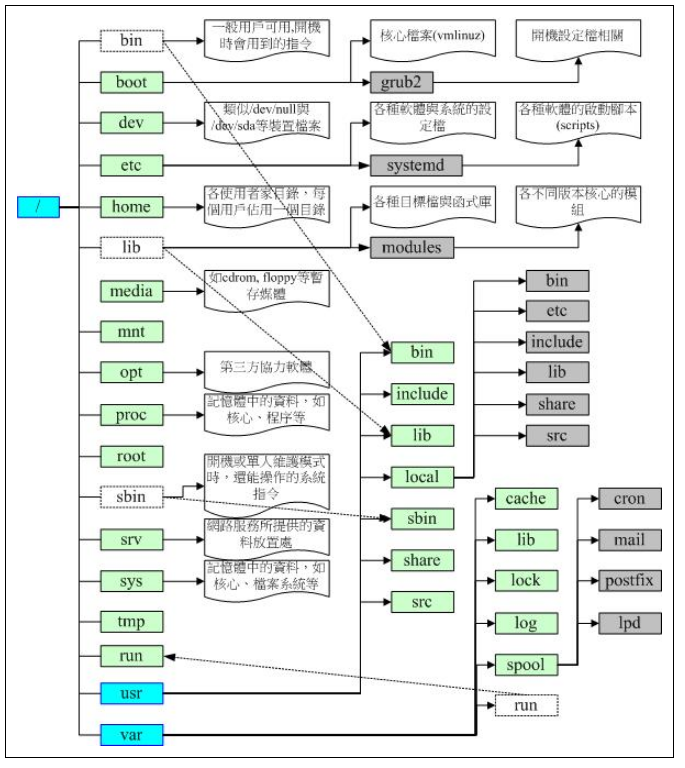 bin
一般用戶可用,開機
時會用到的指令
核心檔案(vmlinuz)
開機設定檔相關
boot
grub2
dev
類似/dev/null與
/dev/sda等裝置檔案
各種軟體與系統的設
定檔
各種軟體的啟動腳本
(scripts)
etc
systemd
/
home
各使用者家目錄，每
個用戶佔用一個目錄
各種目標檔與函式庫
各不同版本核心的模
組
lib
modules
media
如cdrom, floppy等暫
存媒體
mnt
opt
第三方協力軟體
proc
記憶體中的資料，如
核心、程序等
root
sbin
開機或單人維護模式
時，還能操作的系統
指令
srv
網路服務所提供的資
料放置處
sys
記憶體中的資料，如
核心、檔案系統等
tmp
run
usr
var
bin
include
lib
local
sbin
share
src
bin
etc
include
lib
share
src
cache
lib
lock
log
spool
run
cron
mail
postfix
lpd